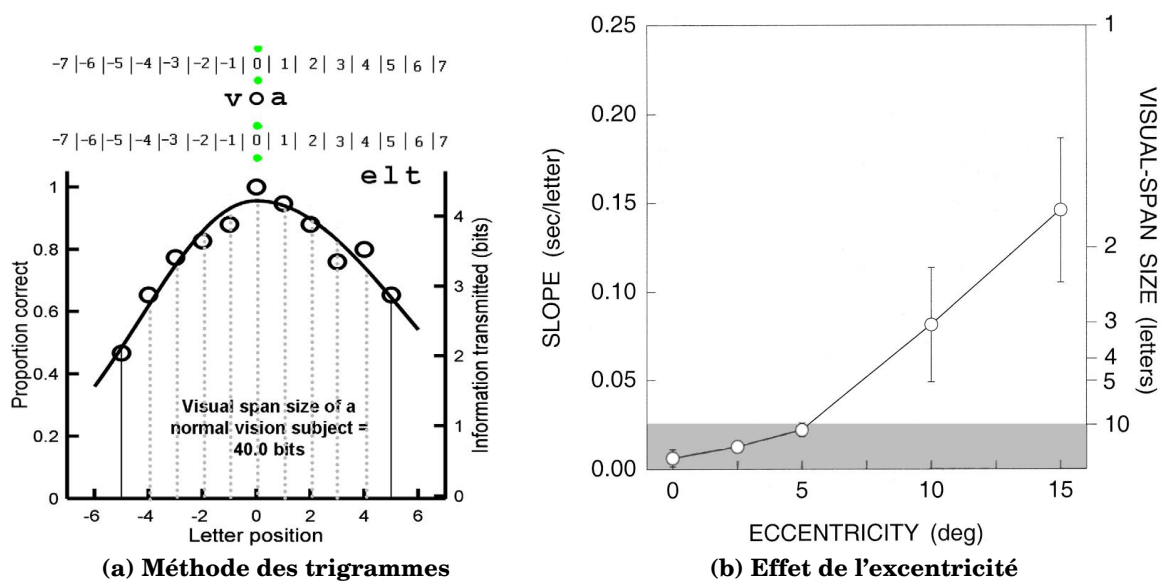 -7 |-6 |-5 |-4 |-3 |-2 |-1 | 0 | 1 | 2 | 3 | 4 | 5 | 6 | 7
v o a
-7 |-6 |-5 |-4 |-3 |-2 |-1 | 0 | 1 | 2 | 3 | 4 | 5 | 6 | 7
elt
Proportion correct
1
0.8
0.6
0.4
0.2
0
Information transmitted (bits)
4
3
2
1
0
Visual span size of a
normal vision subject =
40.0 bits
-6 -4 -2 0 2 4 6
Letter position
(a) Méthode des trigrammes
SLOPE (sec/letter)
0.25
0.20
0.15
0.10
0.05
0.00
VISUAL-SPAN SIZE (letters)
1
2
3
4
5
10
0 5 10 15
ECCENTRICITY (deg)
(b) Effet de l'excentricité